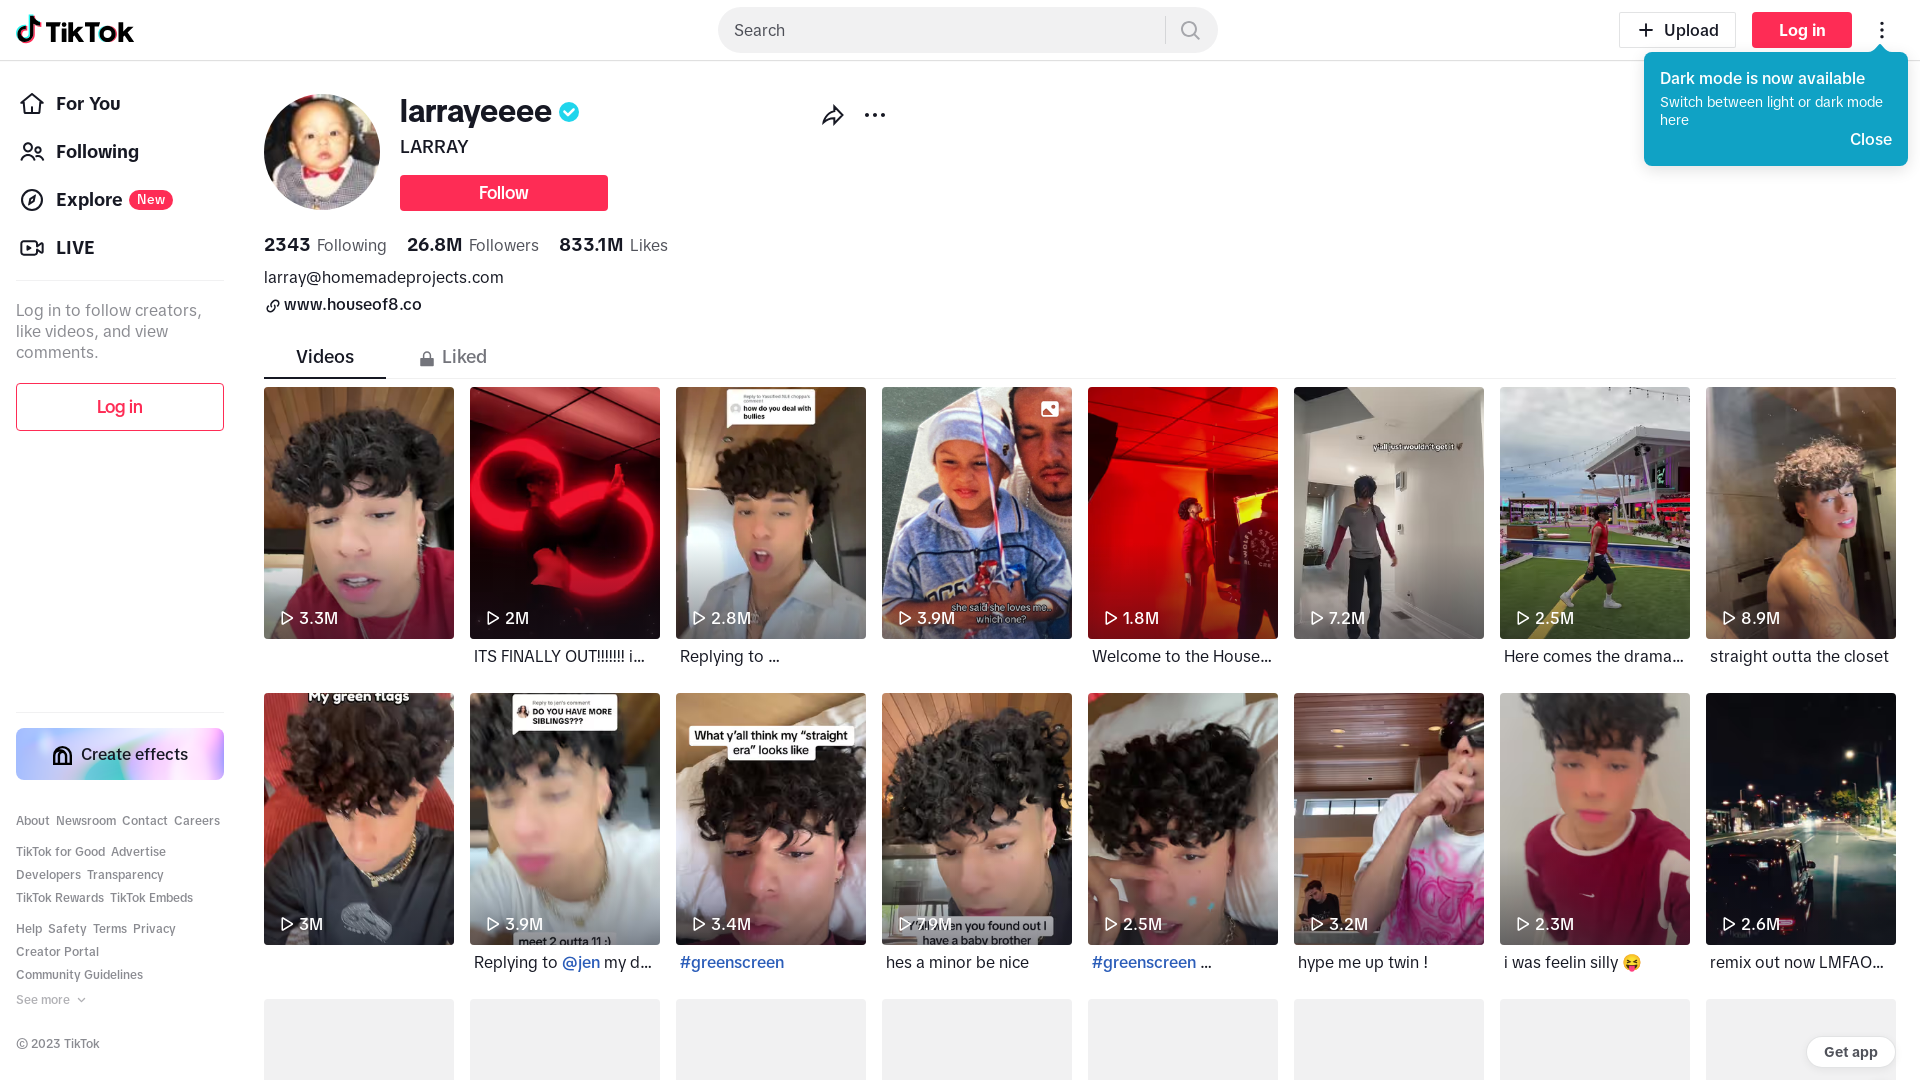 TikTok
Search
Upload
Log in
Dark mode is now available
Switch between light or dark mode
here
Close
For You
Following
Explore New
LIVE
Log in to follow creators,
like videos, and view
comments.
Log in
Create effects
About Newsroom Contact Careers
TikTok for Good Advertise
Developers Transparency
TikTok Rewards TikTok Embeds
Help Safety Terms Privacy
Creator Portal
Community Guidelines
See more
© 2023 TikTok
larrayeeee
LARRAY
Follow
2343 Following 26.8M Followers 833.1M Likes
larray@homemadeprojects.com
www.houseof8.co
Videos
Liked
3.3M
2M
ITS FINALLY OUT!!!!!!! i...
how do you deal with
bullies
2.8M
Replying to ...
she said she loves me..
which one?
3.9M
1.8M
Welcome to the House...
y'all just wouldn't get it
7.2M
2.5M
Here comes the drama...
8.9M
straight outta the closet
My green flags
3M
Reply to jen's comment
DO YOU HAVE MORE
SIBLINGS???
meet 2 outta 11 :)
3.9M
Replying to @jen my d...
What y'all think my “straight
era” looks like
3.4M
#greenscreen
7.9M
you found out I
have a baby brother
hes a minor be nice
2.5M
#greenscreen ...
3.2M
hype me up twin !
2.3M
i was feelin silly 😝
2.6M
remix out now LMFAO...
Get app